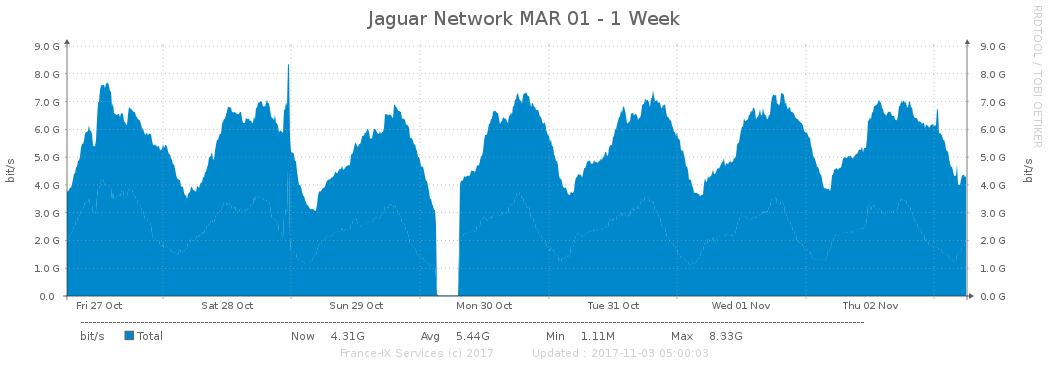 Jaguar Network MAR 01 - 1 Week
RRDTOOL / TOBI OETIKER
bit/s
9.0 G 9.0 G
8.0 G 8.0 G
7.0 G 7.0 G
6.0 G 6.0 G
5.0 G 5.0 G
4.0 G 4.0 G
3.0 G 3.0 G
2.0 G 2.0 G
1.0 G 1.0 G
0.0 0.0 G
bit/s
Fri 27 Oct Sat 28 Oct Sun 29 Oct Mon 30 Oct Tue 31 Oct Wed 01 Nov Thu 02 Nov
bit/s Total Now 4.31G Avg 5.44G Min 1.11M Max 8.33G
France-IX Services (c) 2017 Updated : 2017-11-03 05:00:03